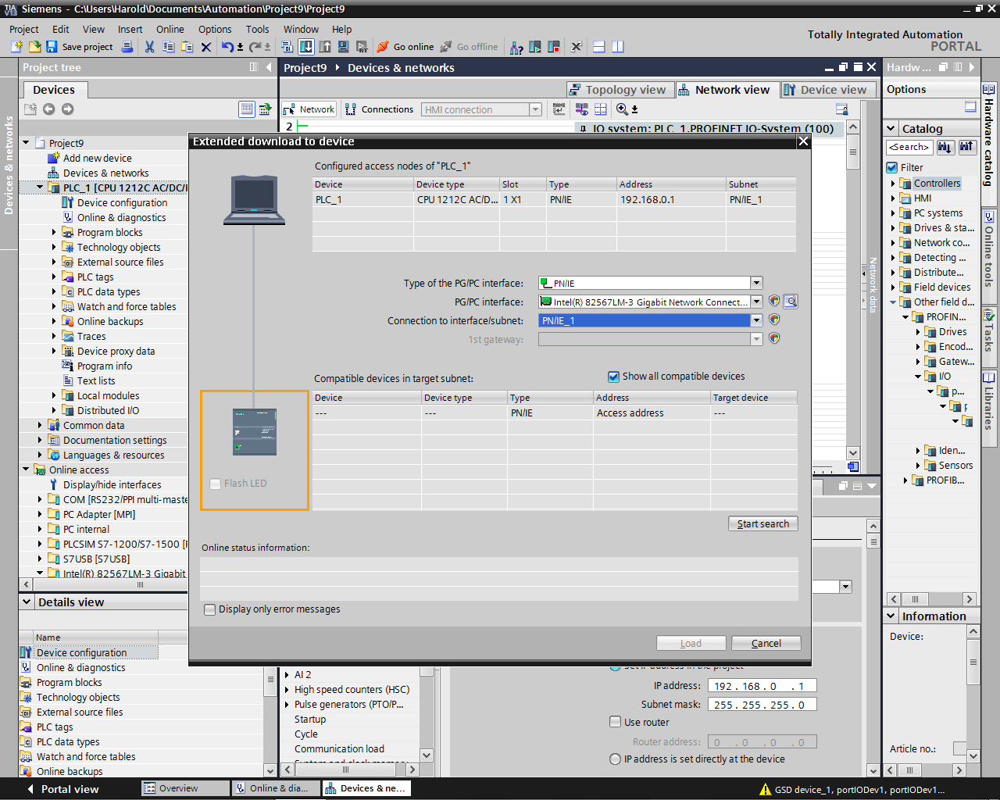 Siemens - C:\Users\Harold\Documents\Automation\Project9\Project9
Project Edit View Insert Online Options Tools Window Help
Totally Integrated Automation
PORTAL
Save project
Go online
Go offline
Project tree
Project9 Devices & networks
Hardw ...
Devices
Topology view
Network view
Device view
Options
Network
Connections
HMI connection
2
IO system: PLC_1.PROFINET IO-System (100)
Catalog
<Search>
Filter
Controllers
HMI
PC systems
Drives & sta...
Network co...
Detecting ...
Distribute...
Field devices
Other field d...
PROFIN...
Drives
Encod...
Gatew...
I/O
p...
Iden...
Sensors
PROFIB...
Information
Device:
Article no.:
Hardware catalog
Online tools
Tasks
Libraries
Devices & networks
Network data
Project9
Add new device
Devices & networks
PLC_1 [CPU 1212C AC/DC/
Device configuration
Online & diagnostics
Program blocks
Technology objects
External source files
PLC tags
PLC data types
Watch and force tables
Online backups
Traces
Device proxy data
Program info
Text lists
Local modules
Distributed I/O
Common data
Documentation settings
Languages & resources
Online access
Display/hide interfaces
COM [RS232/PPI multi-maste
PC Adapter [MPI]
PC internal
PLCSIM S7-1200/S7-1500 [
S7USB [S7USB]
Intel(R) 82567LM-3 Gigabit
Details view
Name
Device configuration
Online & diagnostics
Program blocks
Technology objects
External source files
PLC tags
PLC data types
Watch and force tables
Online backups
Extended download to device
Configured access nodes of "PLC_1"
Device Device type Slot Type Address Subnet
PLC_1 CPU 1212C AC/D... 1 X1 PN/IE 192.168.0.1 PN/IE_1
Type of the PG/PC interface: PN/IE
PG/PC interface: Intel(R) 82567LM-3 Gigabit Network Connect...
Connection to interface/subnet: PN/IE_1
1st gateway:
Compatible devices in target subnet:
Show all compatible devices
Device Device type Type Address Target device
--- --- PN/IE Access address ---
Flash LED
Start search
Online status information:
Display only error messages
Load
Cancel
AI 2
High speed counters (HSC)
Pulse generators (PTO/P...
Startup
Cycle
Communication load
System and clock memory
Set IP address in the project
IP address: 192 . 168 . 0 . 1
Subnet mask: 255 . 255 . 255 . 0
Use router
Router address: 0 . 0 . 0 . 0
IP address is set directly at the device
Portal view
Overview
Online & dia...
Devices & ne...
GSD device_1, portIODev1, portIODev1...